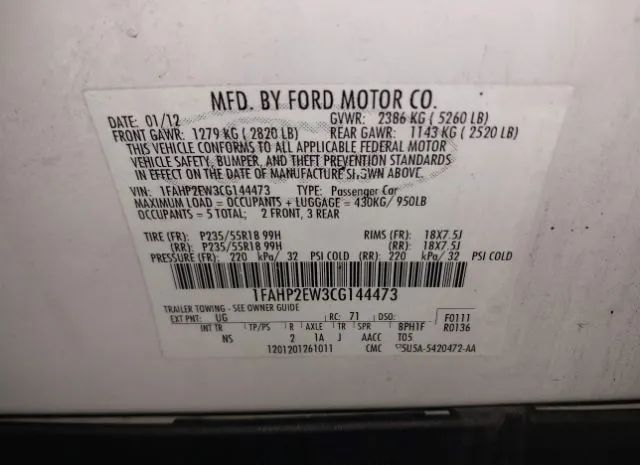 MFD. BY FORD MOTOR CO.
DATE: 01/12 GVWR: 2386 KG ( 5260 LB)
FRONT GAWR: 1279 KG ( 2820 LB) REAR GAWR: 1143 KG ( 2520 LB)
THIS VEHICLE CONFORMS TO ALL APPLICABLE FEDERAL MOTOR
VEHICLE SAFETY, BUMPER, AND THEFT PREVENTION STANDARDS
IN EFFECT ON THE DATE OF MANUFACTURE SHOWN ABOVE.
VIN: 1FAHP2EW3CG144473 TYPE: Passenger Car
MAXIMUM LOAD = OCCUPANTS + LUGGAGE = 430KG/ 950LB
OCCUPANTS = 5 TOTAL; 2 FRONT, 3 REAR
TIRE (FR): P235/55R18 99H RIMS (FR): 18X7.5J
(RR): P235/55R18 99H (RR): 18X7.5J
PRESSURE (FR): 220 kPa/ 32 PSI COLD (RR): 220 kPa/ 32 PSI COLD
1FAHP2EW3CG144473
TRAILER TOWING - SEE OWNER GUIDE
EXT PNT: UG RC: 71 DSO: F0111
INT TR TP/PS R AXLE TR SPR BPH1F R0136
NS 2 1A J AACC T05
1201201261011 CMC 5U5A-5420472-AA